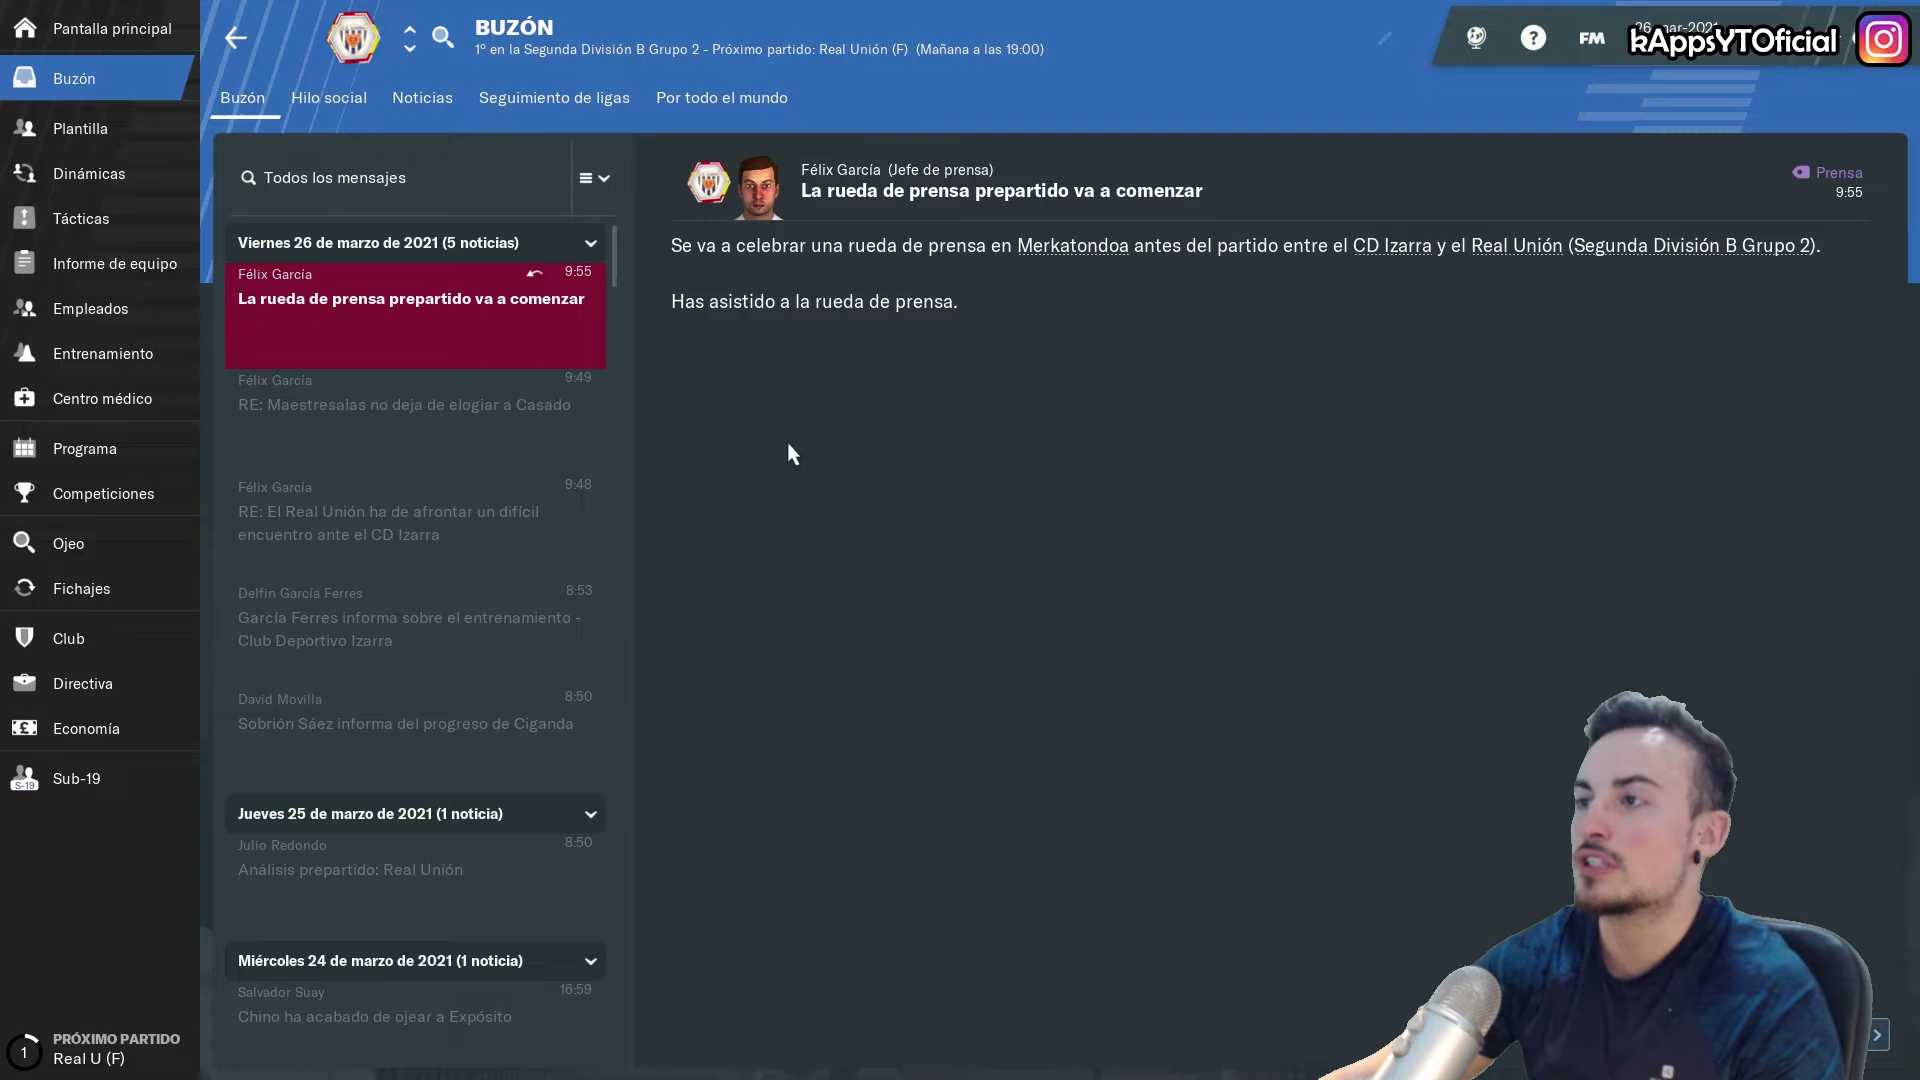 Pantalla principal
Buzón
Plantilla
Dinámicas
Tácticas
Informe de equipo
Empleados
Entrenamiento
Centro médico
Programa
Competiciones
Ojeo
Fichajes
Club
Directiva
Economía
S-19
Sub-19
1
PRÓXIMO PARTIDO
Real U (F)
BUZÓN
1º en la Segunda División B Grupo 2 - Próximo partido: Real Unión (F) (Mañana a las 19:00)
FM
26-mar-2021
kAppsYTOficial
Buzón
Hilo social
Noticias
Seguimiento de ligas
Por todo el mundo
Todos los mensajes
Viernes 26 de marzo de 2021 (5 noticias)
Félix García 9:55
La rueda de prensa prepartido va a comenzar
Félix García 9:49
RE: Maestresalas no deja de elogiar a Casado
Félix García 9:48
RE: El Real Unión ha de afrontar un difícil
encuentro ante el CD Izarra
Delfin García Ferres 8:53
García Ferres informa sobre el entrenamiento -
Club Deportivo Izarra
David Movilla 8:50
Sobrión Sáez informa del progreso de Ciganda
Jueves 25 de marzo de 2021 (1 noticia)
Julio Redondo 8:50
Análisis prepartido: Real Unión
Miércoles 24 de marzo de 2021 (1 noticia)
Salvador Suay 16:59
Chino ha acabado de ojear a Expósito
Félix García (Jefe de prensa)
La rueda de prensa prepartido va a comenzar
Prensa
9:55
Se va a celebrar una rueda de prensa en Merkatondoa antes del partido entre el CD Izarra y el Real Unión (Segunda División B Grupo 2).
Has asistido a la rueda de prensa.